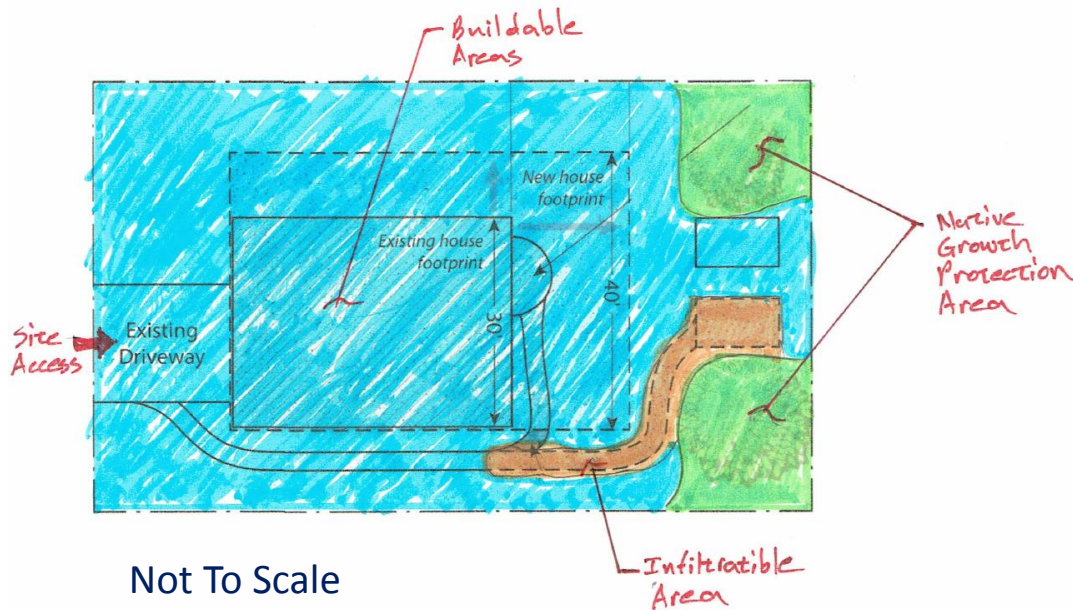 Buildable
Areas
New house
footprint
Existing house
footprint
40'
30'
Native
Growth
Protection
Area
Site
Access
Existing
Driveway
Infiltratible
Area
Not To Scale